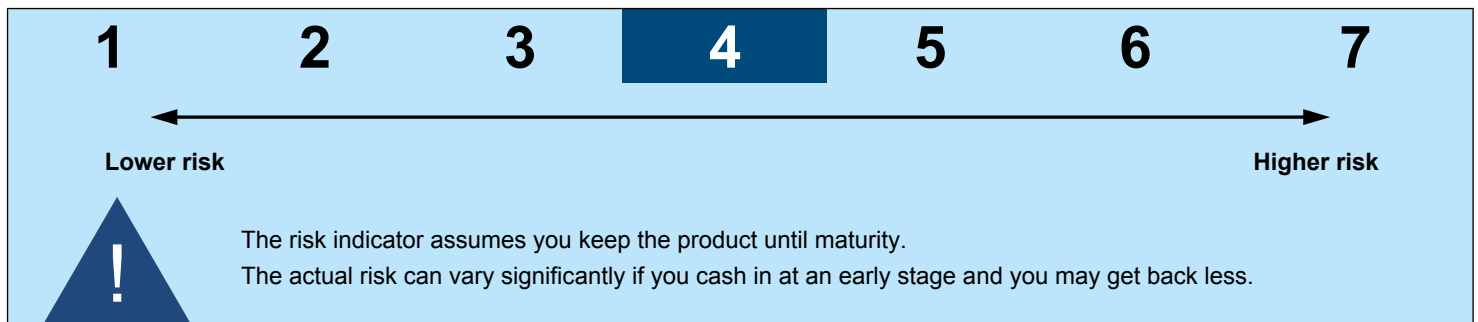 1 2 3 4 5 6 7
Lower risk Higher risk
!
The risk indicator assumes you keep the product until maturity.
The actual risk can vary significantly if you cash in at an early stage and you may get back less.